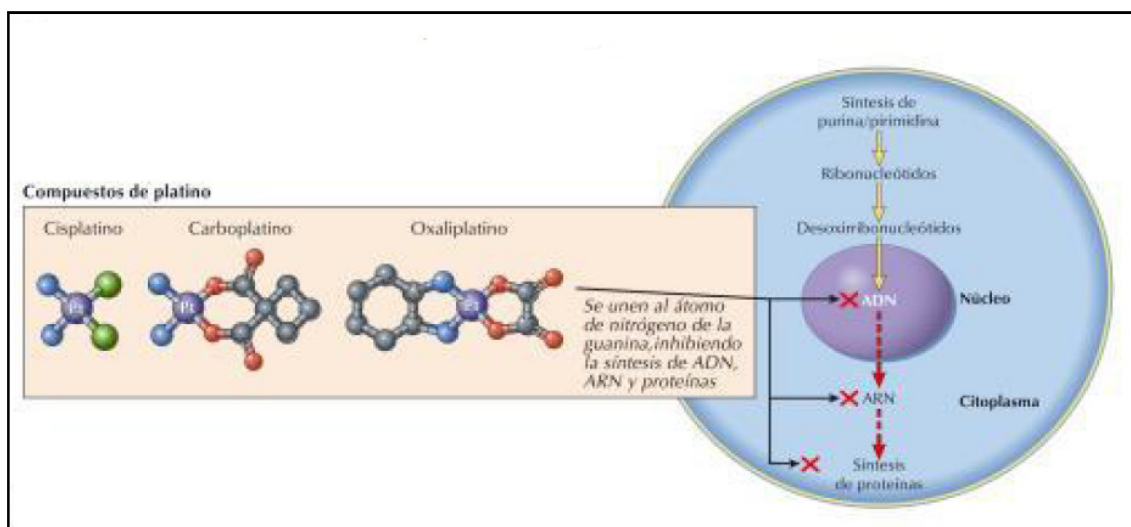 Compuestos de platino
Cisplatino
Carboplatino
Oxaliplatino
Pt
Pt
Pt
Se unen al átomo
de nitrógeno de la
guanina, inhibiendo
la síntesis de ADN,
ARN y proteínas
Síntesis de
purina/pirimidina
Ribonucleótidos
Desoxirribonucleótidos
ADN
Núcleo
ARN
Citoplasma
Síntesis
de proteínas